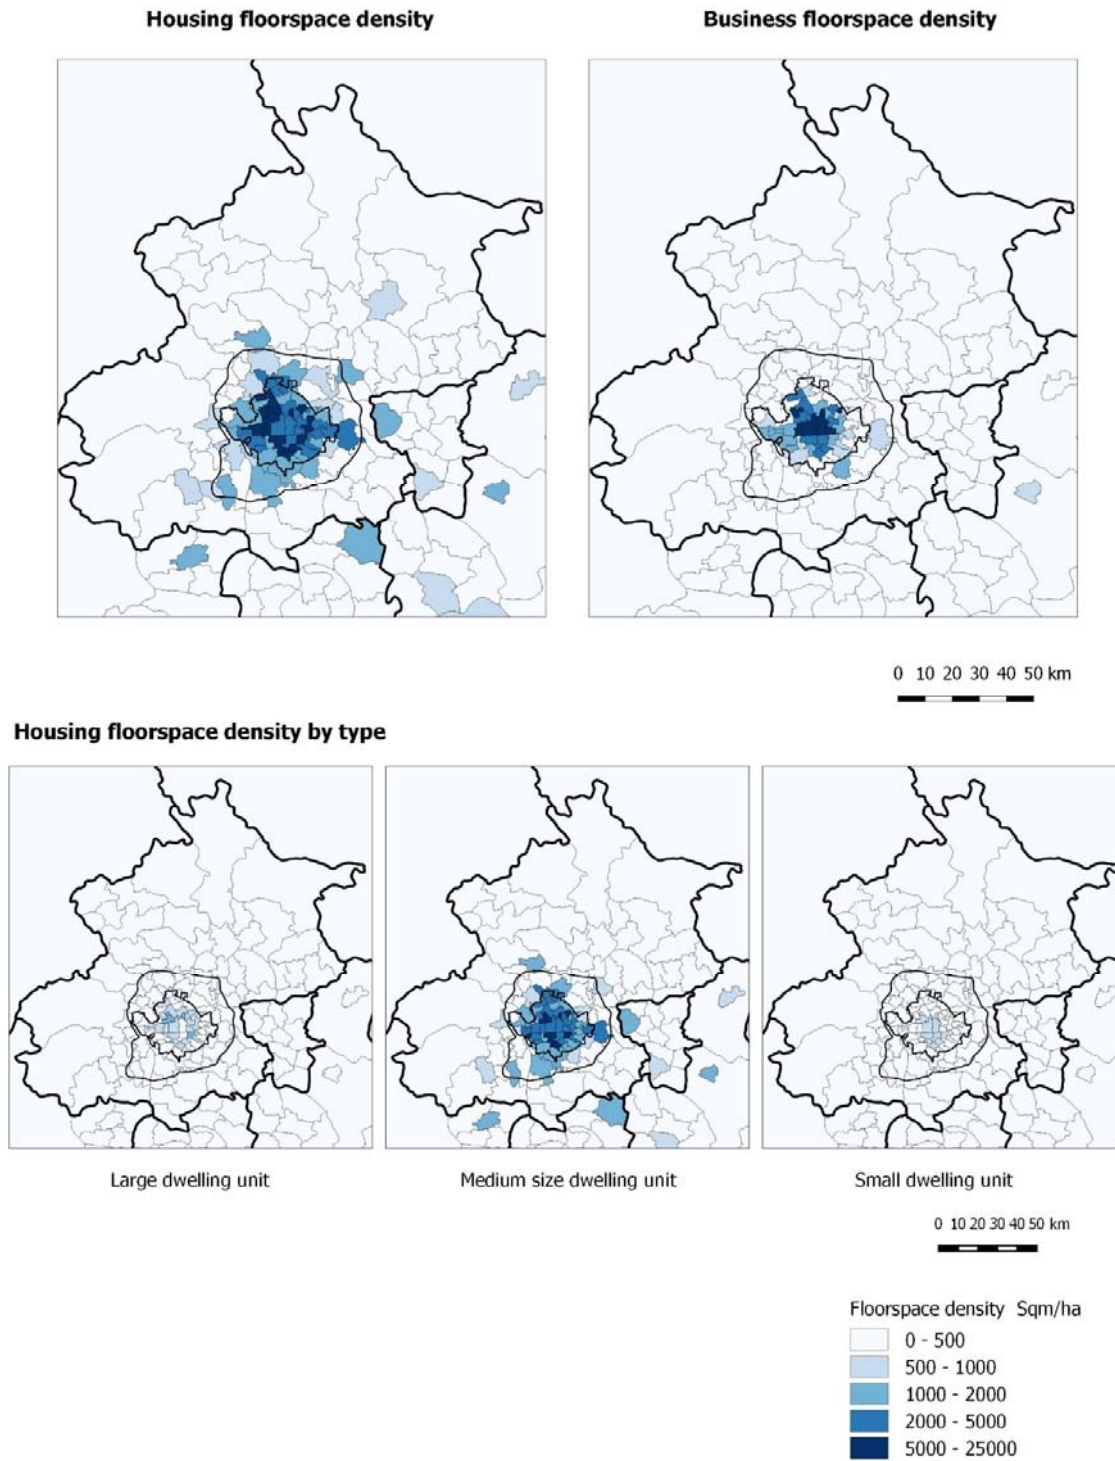 Housing floorspace density
Business floorspace density
0 10 20 30 40 50 km
Housing floorspace density by type
Large dwelling unit
Medium size dwelling unit
Small dwelling unit
0 10 20 30 40 50 km
Floorspace density Sqm/ha
0 - 500
500 - 1000
1000 - 2000
2000 - 5000
5000 - 25000